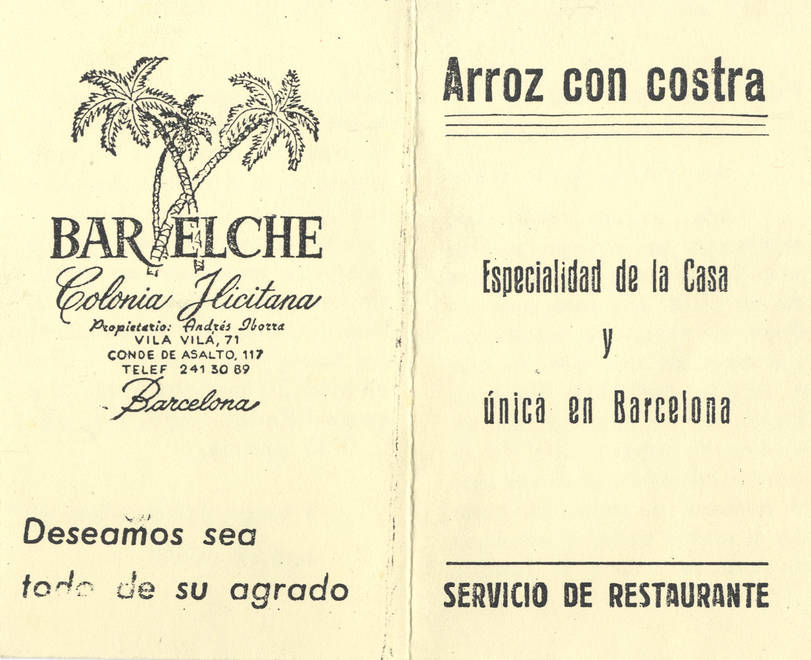 BAR ELCHE
Colonia Ilicitana
Propietario: Andrés Iborra
VILA VILÁ, 71
CONDE DE ASALTO, 117
TELEF 241 30 89
Barcelona
Deseamos sea
todo de su agrado
Arroz con costra
Especialidad de la Casa
y
única en Barcelona
SERVICIO DE RESTAURANTE